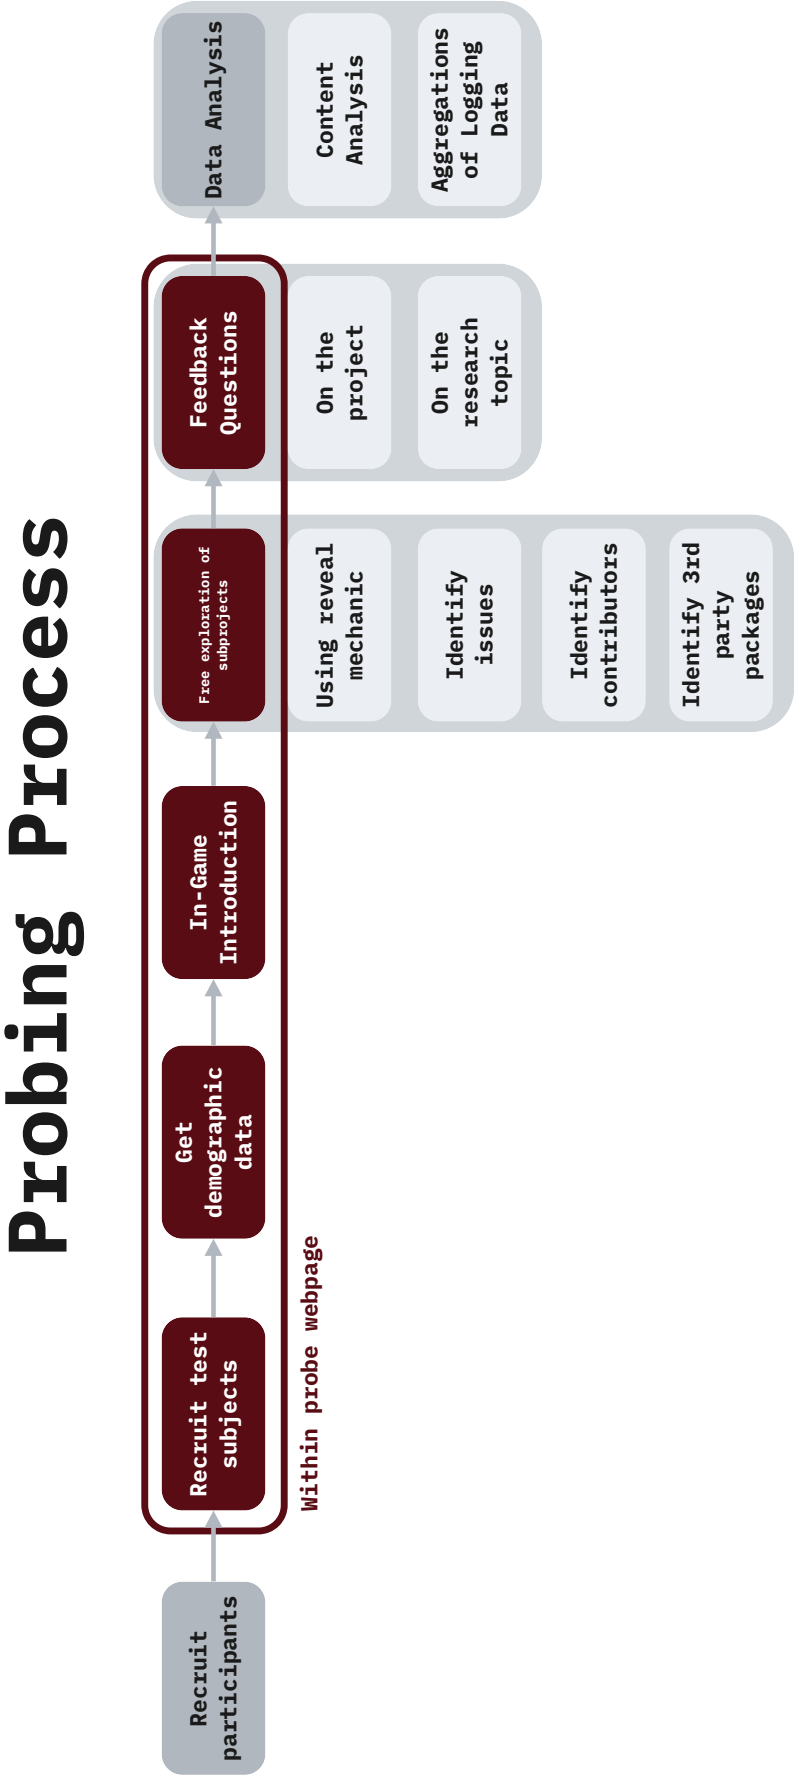 Probing Process
Recruit
participants
Recruit test
subjects
Get
demographic
data
In-Game
Introduction
Free exploration of
subprojects
Feedback
Questions
Data Analysis
Within probe webpage
Using reveal
mechanic
On the
project
Content
Analysis
Identify
issues
On the
research
topic
Aggregations
of Logging
Data
Identify
contributors
Identify 3rd
party
packages